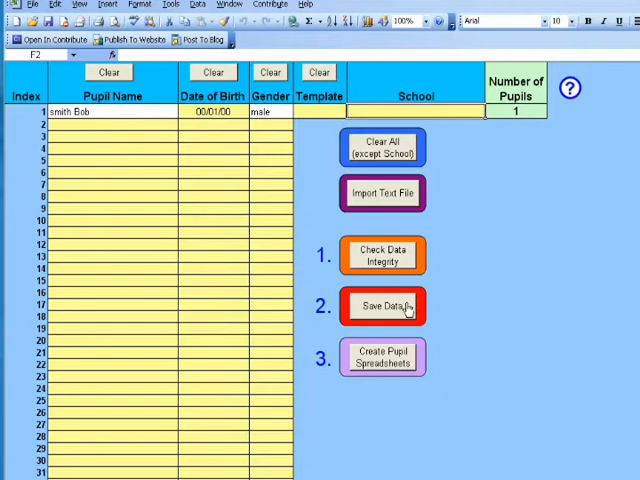 File Edit View Insert Format Tools Data Window Contribute Help
100% Arial 10 B I U
Open In Contribute Publish To Website Post To Blog
F2 fx
Clear Clear Clear Clear
Index Pupil Name Date of Birth Gender Template School Number of Pupils ?
1 smith Bob 00/01/00 male 1
2
3
4
5
6
7
8
9
10
11
12
13
14
15
16
17
18
19
20
21
22
23
24
25
26
27
28
29
30
31
Clear All
(except School)
Import Text File
1. Check Data
Integrity
2. Save Data
3. Create Pupil
Spreadsheets